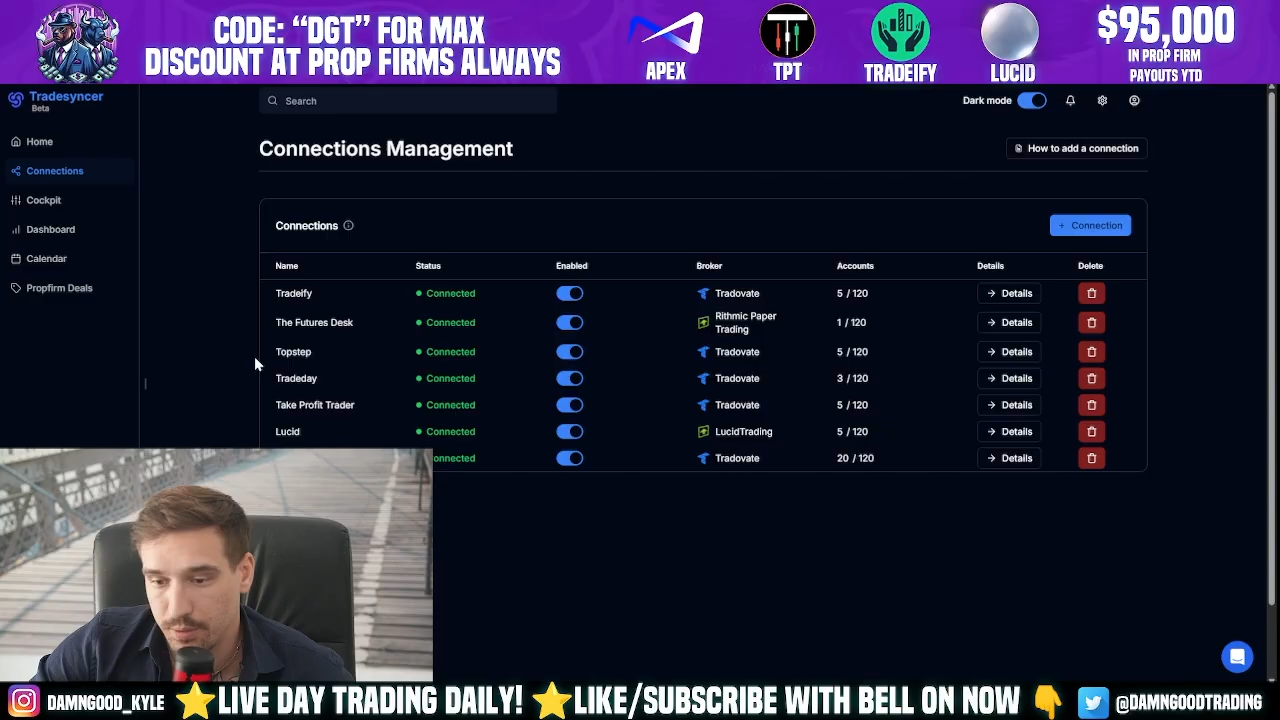 CODE: “DGT” FOR MAX
DISCOUNT AT PROP FIRMS ALWAYS
APEX
TPT
TRADEIFY
LUCID
$95,000
IN PROP FIRM
PAYOUTS YTD
Tradesyncer
Beta
Search
Dark mode
Home
Connections
Cockpit
Dashboard
Calendar
Propfirm Deals
Connections Management
How to add a connection
Connections
+ Connection
Name Status Enabled Broker Accounts Details Delete
Tradeify Connected Tradovate 5 / 120 Details
The Futures Desk Connected Rithmic Paper Trading 1 / 120 Details
Topstep Connected Tradovate 5 / 120 Details
Tradeday Connected Tradovate 3 / 120 Details
Take Profit Trader Connected Tradovate 5 / 120 Details
Lucid Connected LucidTrading 5 / 120 Details
onnected Tradovate 20 / 120 Details
DAMNGOOD_KYLE
LIVE DAY TRADING DAILY! LIKE/SUBSCRIBE WITH BELL ON NOW
@DAMNGOODTRADING